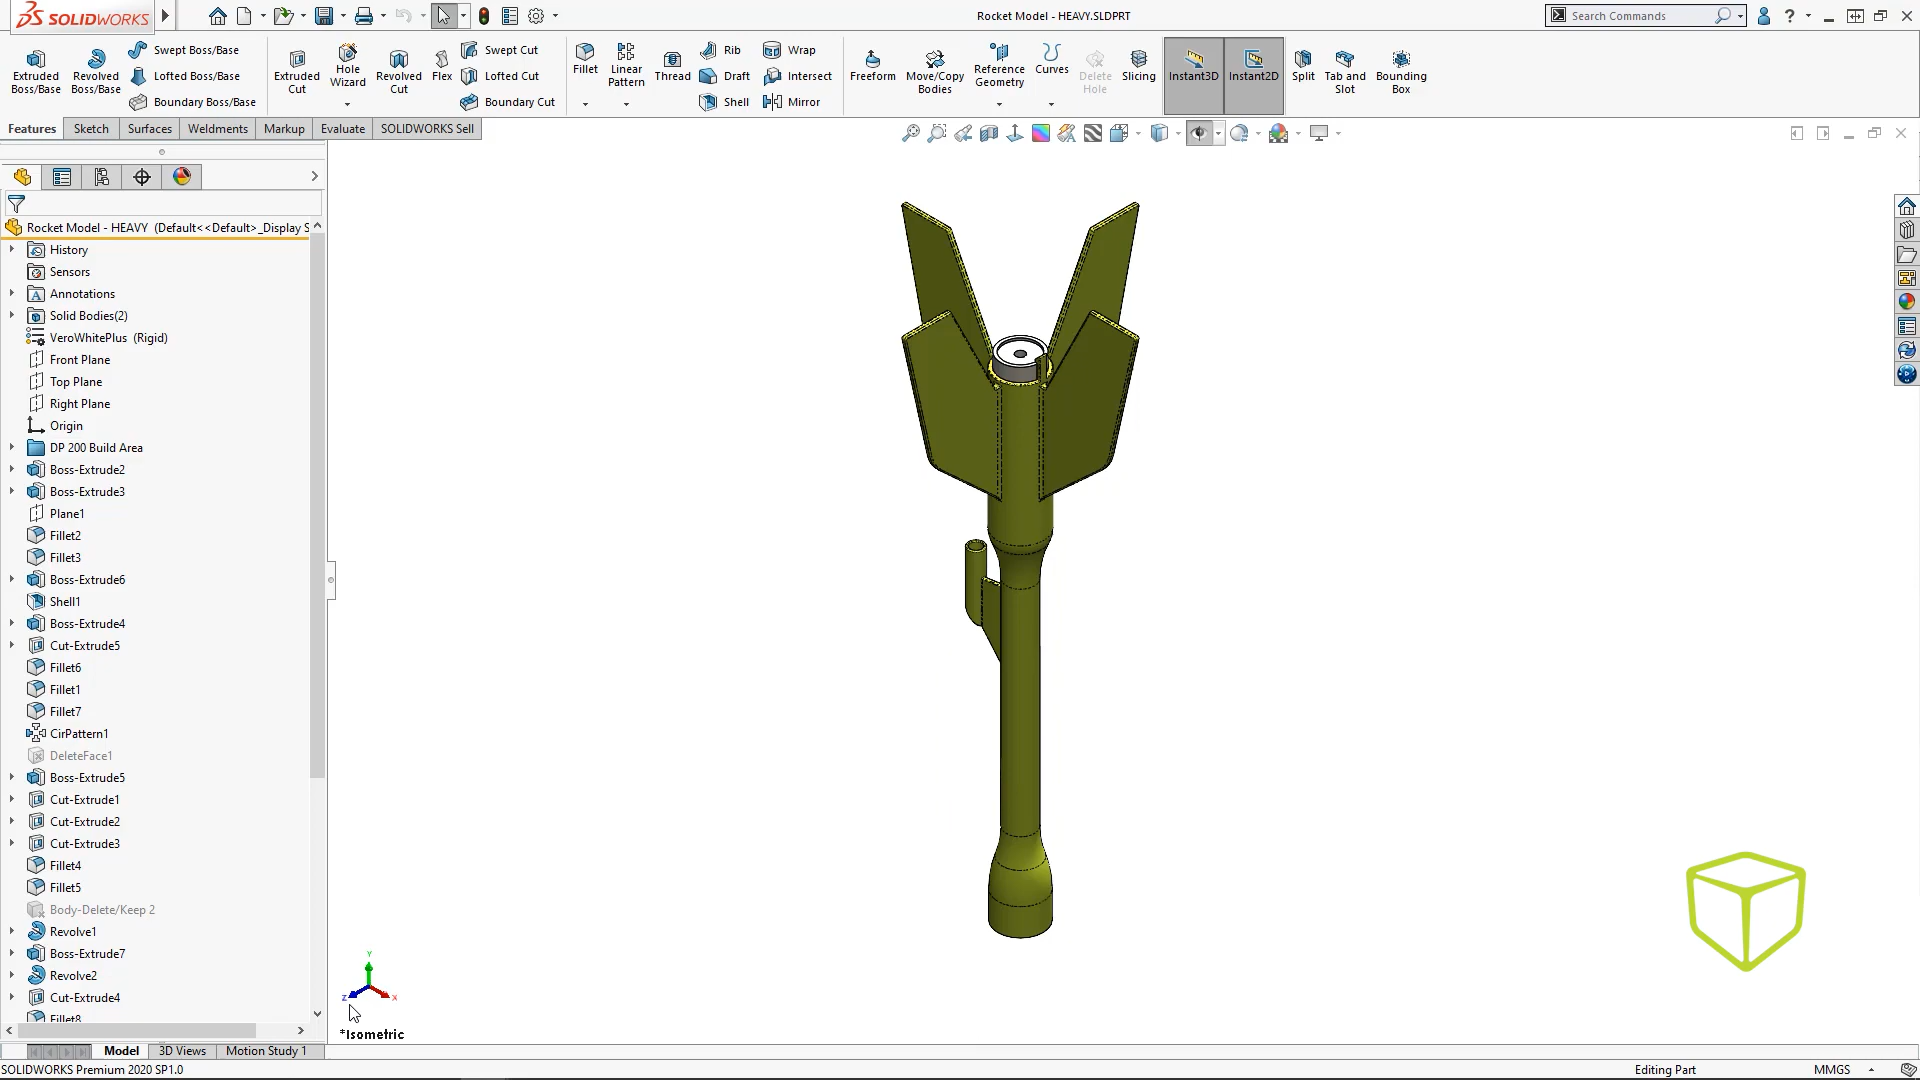 SOLIDWORKS
Rocket Model - HEAVY.SLDPRT
Search Commands
?
Extruded Boss/Base
Revolved Boss/Base
Swept Boss/Base
Lofted Boss/Base
Boundary Boss/Base
Extruded Cut
Hole Wizard
Revolved Cut
Flex
Swept Cut
Lofted Cut
Boundary Cut
Fillet
Linear Pattern
Thread
Rib
Draft
Shell
Wrap
Intersect
Mirror
Freeform
Move/Copy Bodies
Reference Geometry
Curves
Delete Hole
Slicing
Instant3D
Instant2D
Split
Tab and Slot
Bounding Box
Features
Sketch
Surfaces
Weldments
Markup
Evaluate
SOLIDWORKS Sell
Rocket Model - HEAVY (Default<<Default>_Display S
History
Sensors
Annotations
Solid Bodies(2)
VeroWhitePlus (Rigid)
Front Plane
Top Plane
Right Plane
Origin
DP 200 Build Area
Boss-Extrude2
Boss-Extrude3
Plane1
Fillet2
Fillet3
Boss-Extrude6
Shell1
Boss-Extrude4
Cut-Extrude5
Fillet6
Fillet1
Fillet7
CirPattern1
DeleteFace1
Boss-Extrude5
Cut-Extrude1
Cut-Extrude2
Cut-Extrude3
Fillet4
Fillet5
Body-Delete/Keep 2
Revolve1
Boss-Extrude7
Revolve2
Cut-Extrude4
Fillet8
Y
Z
X
*Isometric
Model
3D Views
Motion Study 1
SOLIDWORKS Premium 2020 SP1.0
Editing Part
MMGS